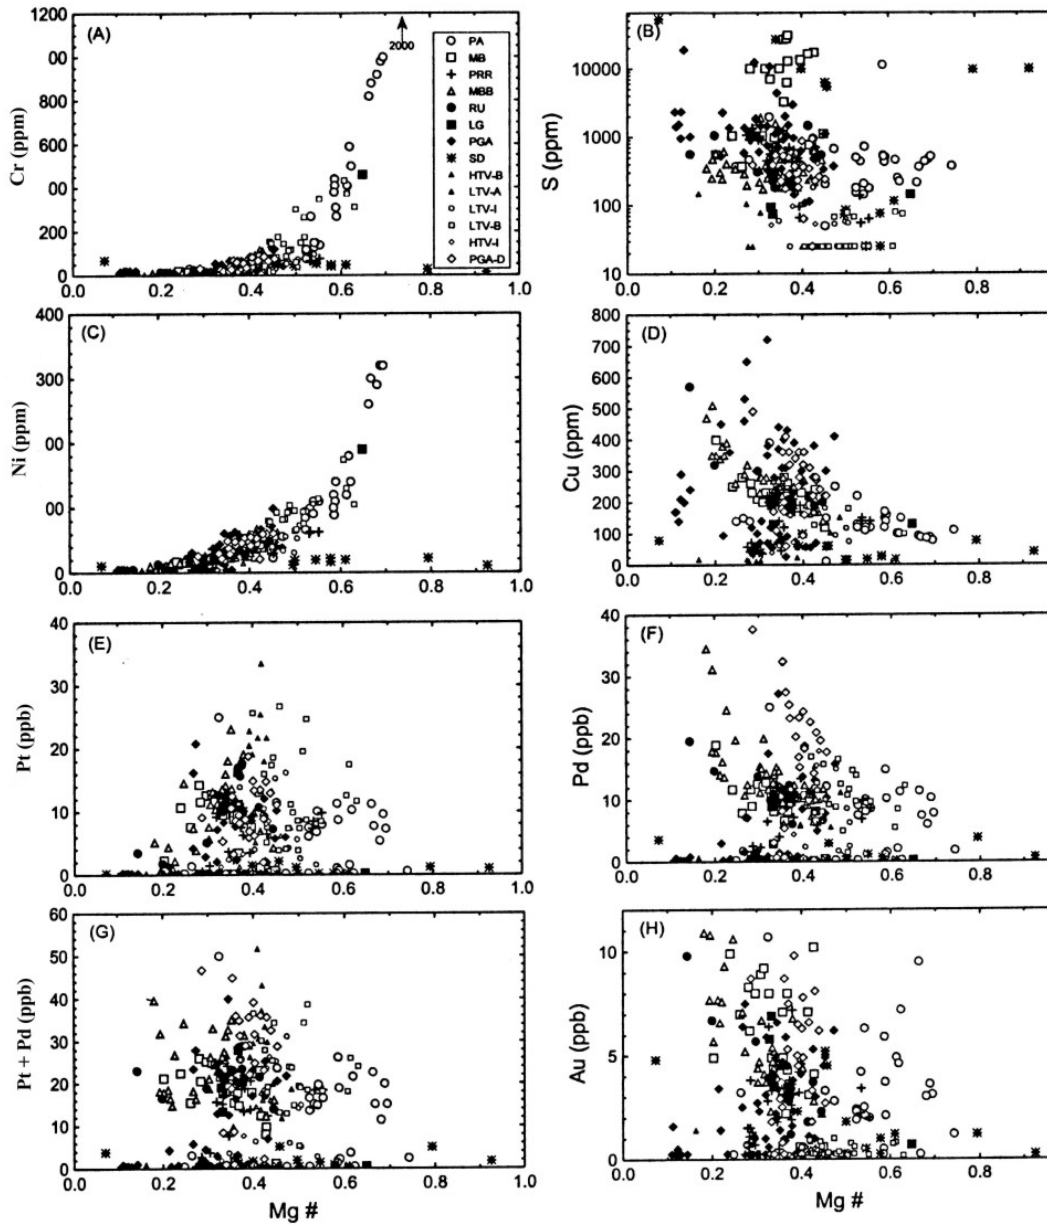 (A)
Cr (ppm)
1200
00
800
00
00
200
0
2000
PA
MB
PRR
MBB
RU
LG
PGA
SD
HTV-B
LTV-A
LTV-I
LTV-B
HTV-I
PGA-D
0.0 0.2 0.4 0.6 0.8 1.0
(B)
S (ppm)
10000
1000
100
10
0.0 0.2 0.4 0.6 0.8
(C)
Ni (ppm)
400
300
00
00
0
0.0 0.2 0.4 0.6 0.8 1.0
(D)
Cu (ppm)
800
700
600
500
400
300
200
100
0
0.0 0.2 0.4 0.6 0.8
(E)
Pt (ppb)
40
30
20
10
0
0.0 0.2 0.4 0.6 0.8 1.0
(F)
Pd (ppb)
40
30
20
10
0
0.0 0.2 0.4 0.6 0.8
(G)
Pt + Pd (ppb)
60
50
40
30
20
10
0
0.0 0.2 0.4 0.6 0.8 1.0
Mg #
(H)
Au (ppb)
10
5
0
0.0 0.2 0.4 0.6 0.8
Mg #